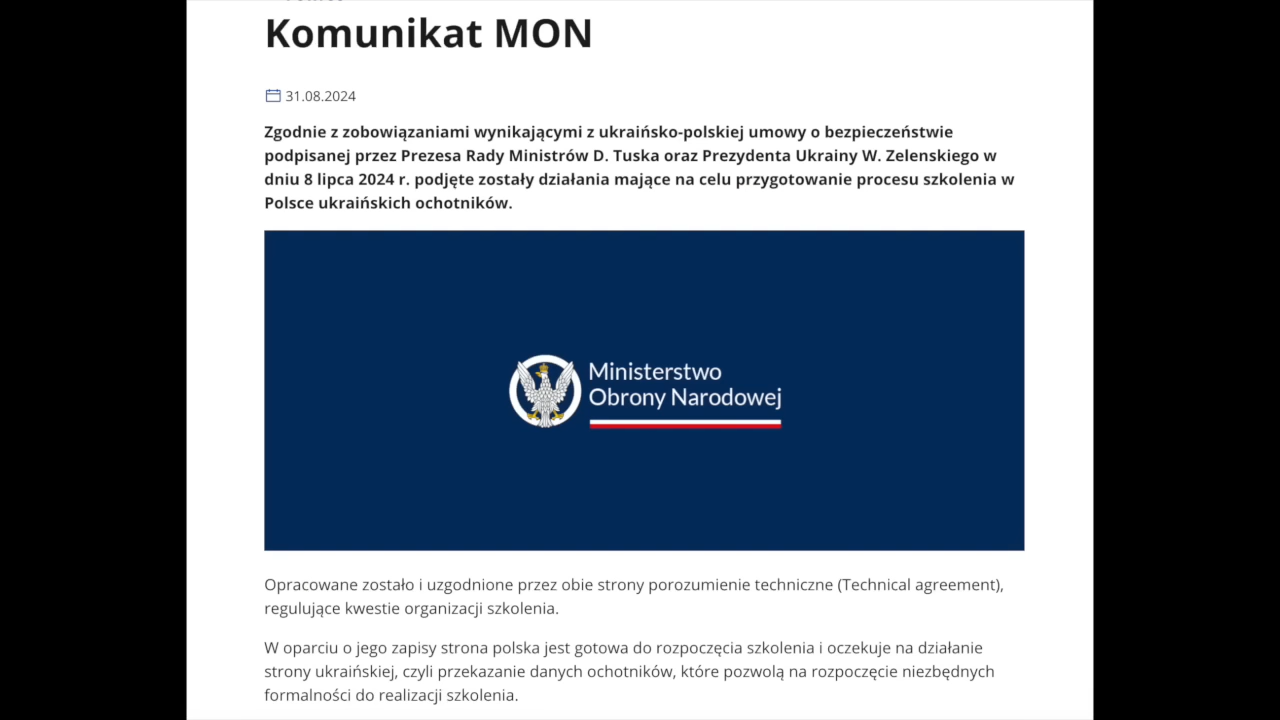 Komunikat MON
31.08.2024
Zgodnie z zobowiązaniami wynikającymi z ukraińsko-polskiej umowy o bezpieczeństwie
podpisanej przez Prezesa Rady Ministrów D. Tuska oraz Prezydenta Ukrainy W. Zelenskiego w
dniu 8 lipca 2024 r. podjęte zostały działania mające na celu przygotowanie procesu szkolenia w
Polsce ukraińskich ochotników.
Ministerstwo
Obrony Narodowej
Opracowane zostało i uzgodnione przez obie strony porozumienie techniczne (Technical agreement),
regulujące kwestie organizacji szkolenia.
W oparciu o jego zapisy strona polska jest gotowa do rozpoczęcia szkolenia i oczekuje na działanie
strony ukraińskiej, czyli przekazanie danych ochotników, które pozwolą na rozpoczęcie niezbędnych
formalności do realizacji szkolenia.